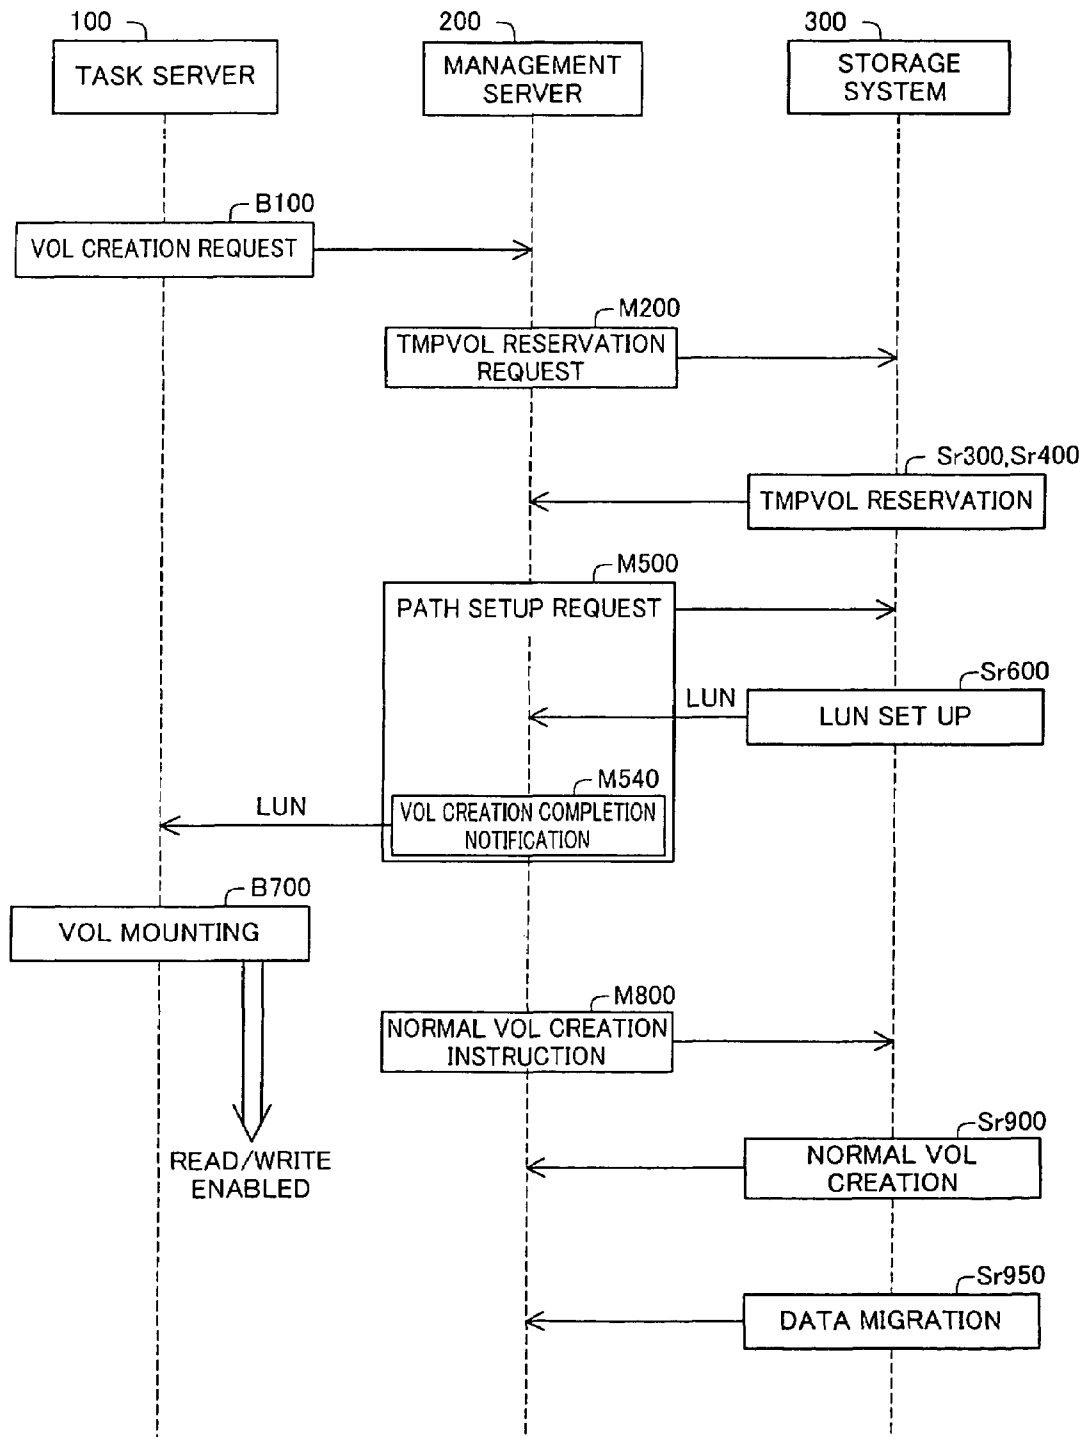 100
200
300
TASK SERVER
MANAGEMENT
SERVER
STORAGE
SYSTEM
B100
VOL CREATION REQUEST
M200
TMPVOL RESERVATION
REQUEST
Sr300,Sr400
TMPVOL RESERVATION
M500
PATH SETUP REQUEST
Sr600
LUN
LUN SET UP
M540
LUN
VOL CREATION COMPLETION
NOTIFICATION
B700
VOL MOUNTING
M800
NORMAL VOL CREATION
INSTRUCTION
READ/WRITE
ENABLED
Sr900
NORMAL VOL
CREATION
Sr950
DATA MIGRATION